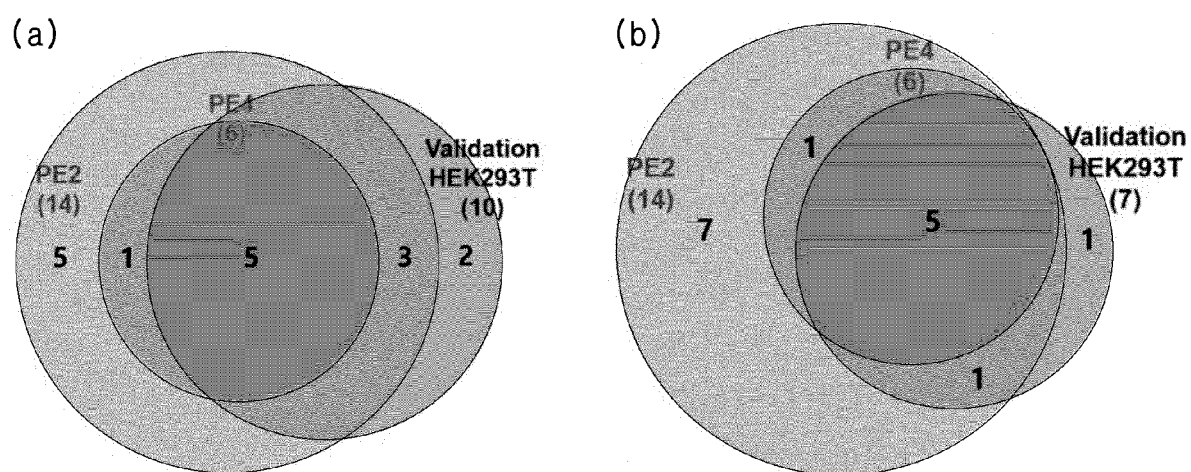 (a)
PE4
(6)
Validation
HEK293T
(10)
PE2
(14)
5
1
5
3
2
(b)
PE4
(6)
Validation
HEK293T
(7)
PE2
(14)
1
7
5
1
1